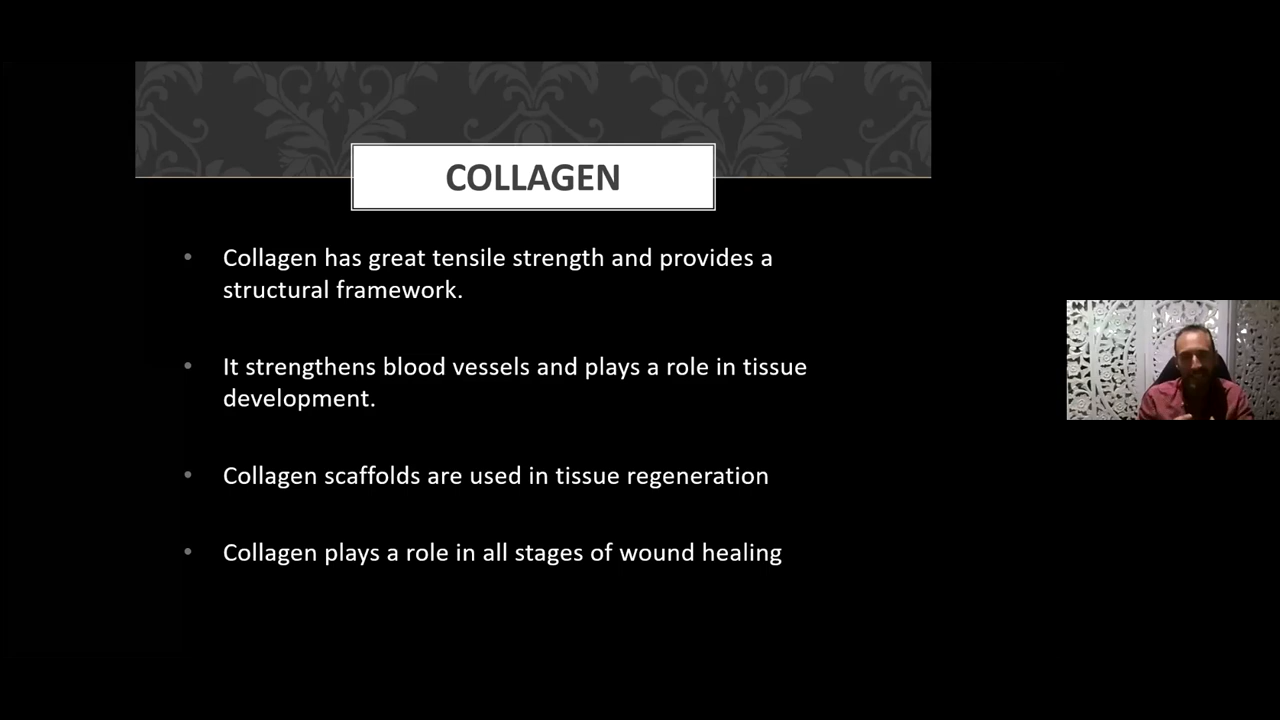 COLLAGEN
• Collagen has great tensile strength and provides a
structural framework.
• It strengthens blood vessels and plays a role in tissue
development.
• Collagen scaffolds are used in tissue regeneration
• Collagen plays a role in all stages of wound healing